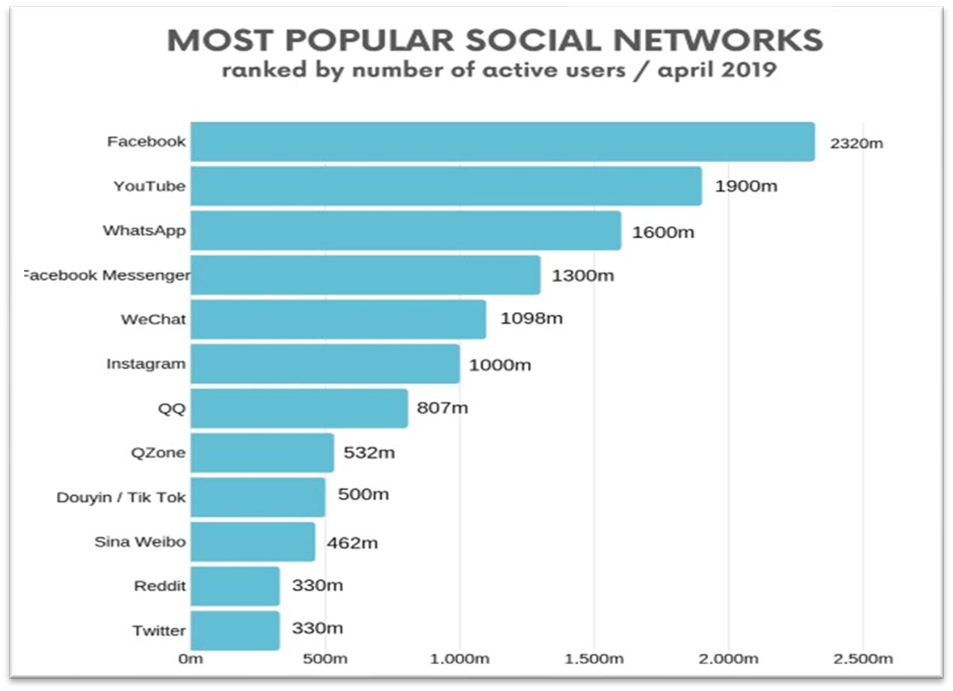 MOST POPULAR SOCIAL NETWORKS
ranked by number of active users / april 2019
Facebook 2320m
YouTube 1900m
WhatsApp 1600m
Facebook Messenger 1300m
WeChat 1098m
Instagram 1000m
QQ 807m
QZone 532m
Douyin / Tik Tok 500m
Sina Weibo 462m
Reddit 330m
Twitter 330m
0m 500m 1.000m 1.500m 2.000m 2.500m